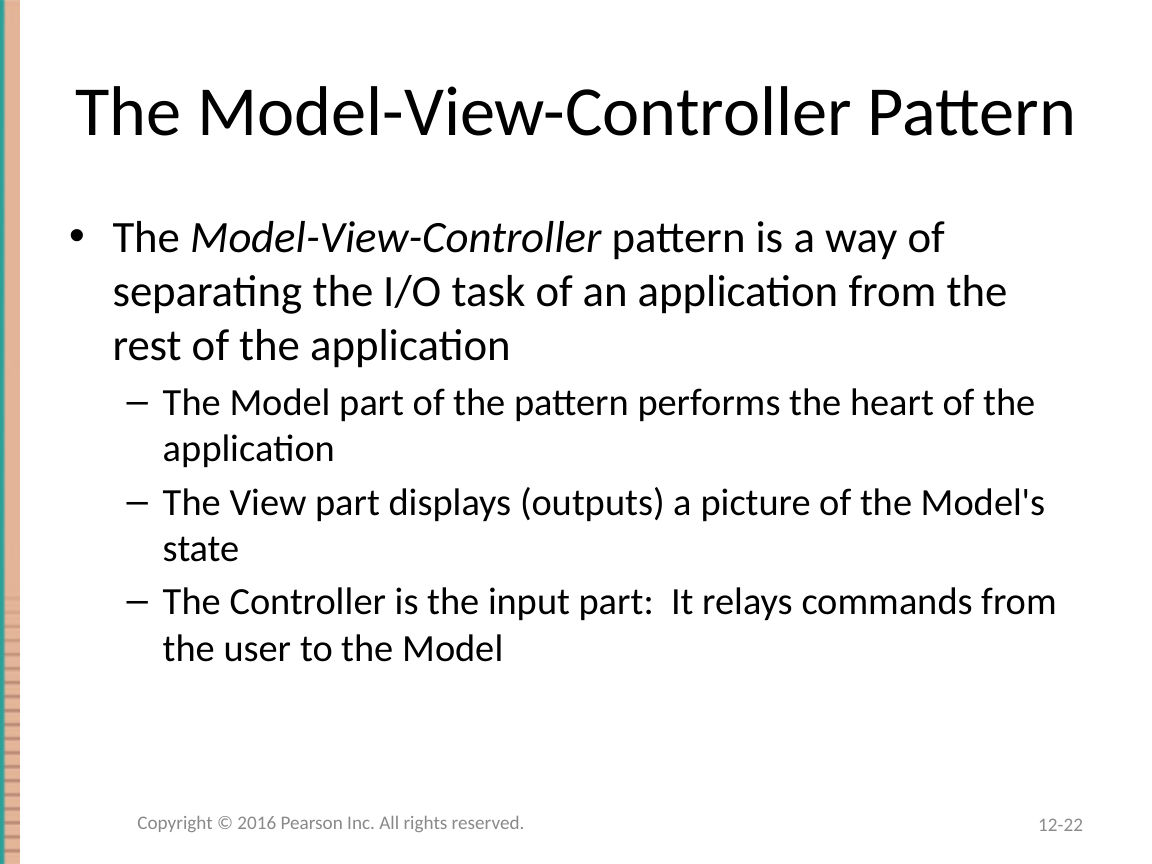 The Model-View-Controller Pattern
• The Model-View-Controller pattern is a way of
separating the I/O task of an application from the
rest of the application
– The Model part of the pattern performs the heart of the
application
– The View part displays (outputs) a picture of the Model's
state
– The Controller is the input part:  It relays commands from
the user to the Model
Copyright © 2016 Pearson Inc. All rights reserved.
12-22